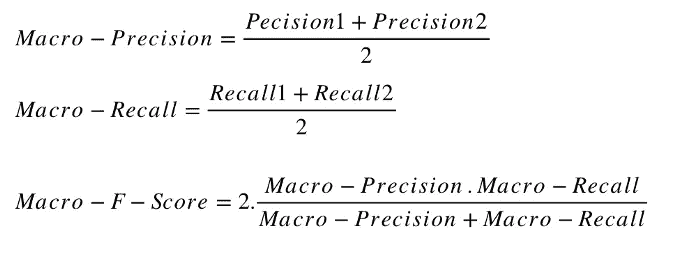 Macro − Precision = Pecision1 + Precision2 / 2
Macro − Recall = Recall1 + Recall2 / 2
Macro − F − Score = 2. Macro − Precision . Macro − Recall / Macro − Precision + Macro − Recall